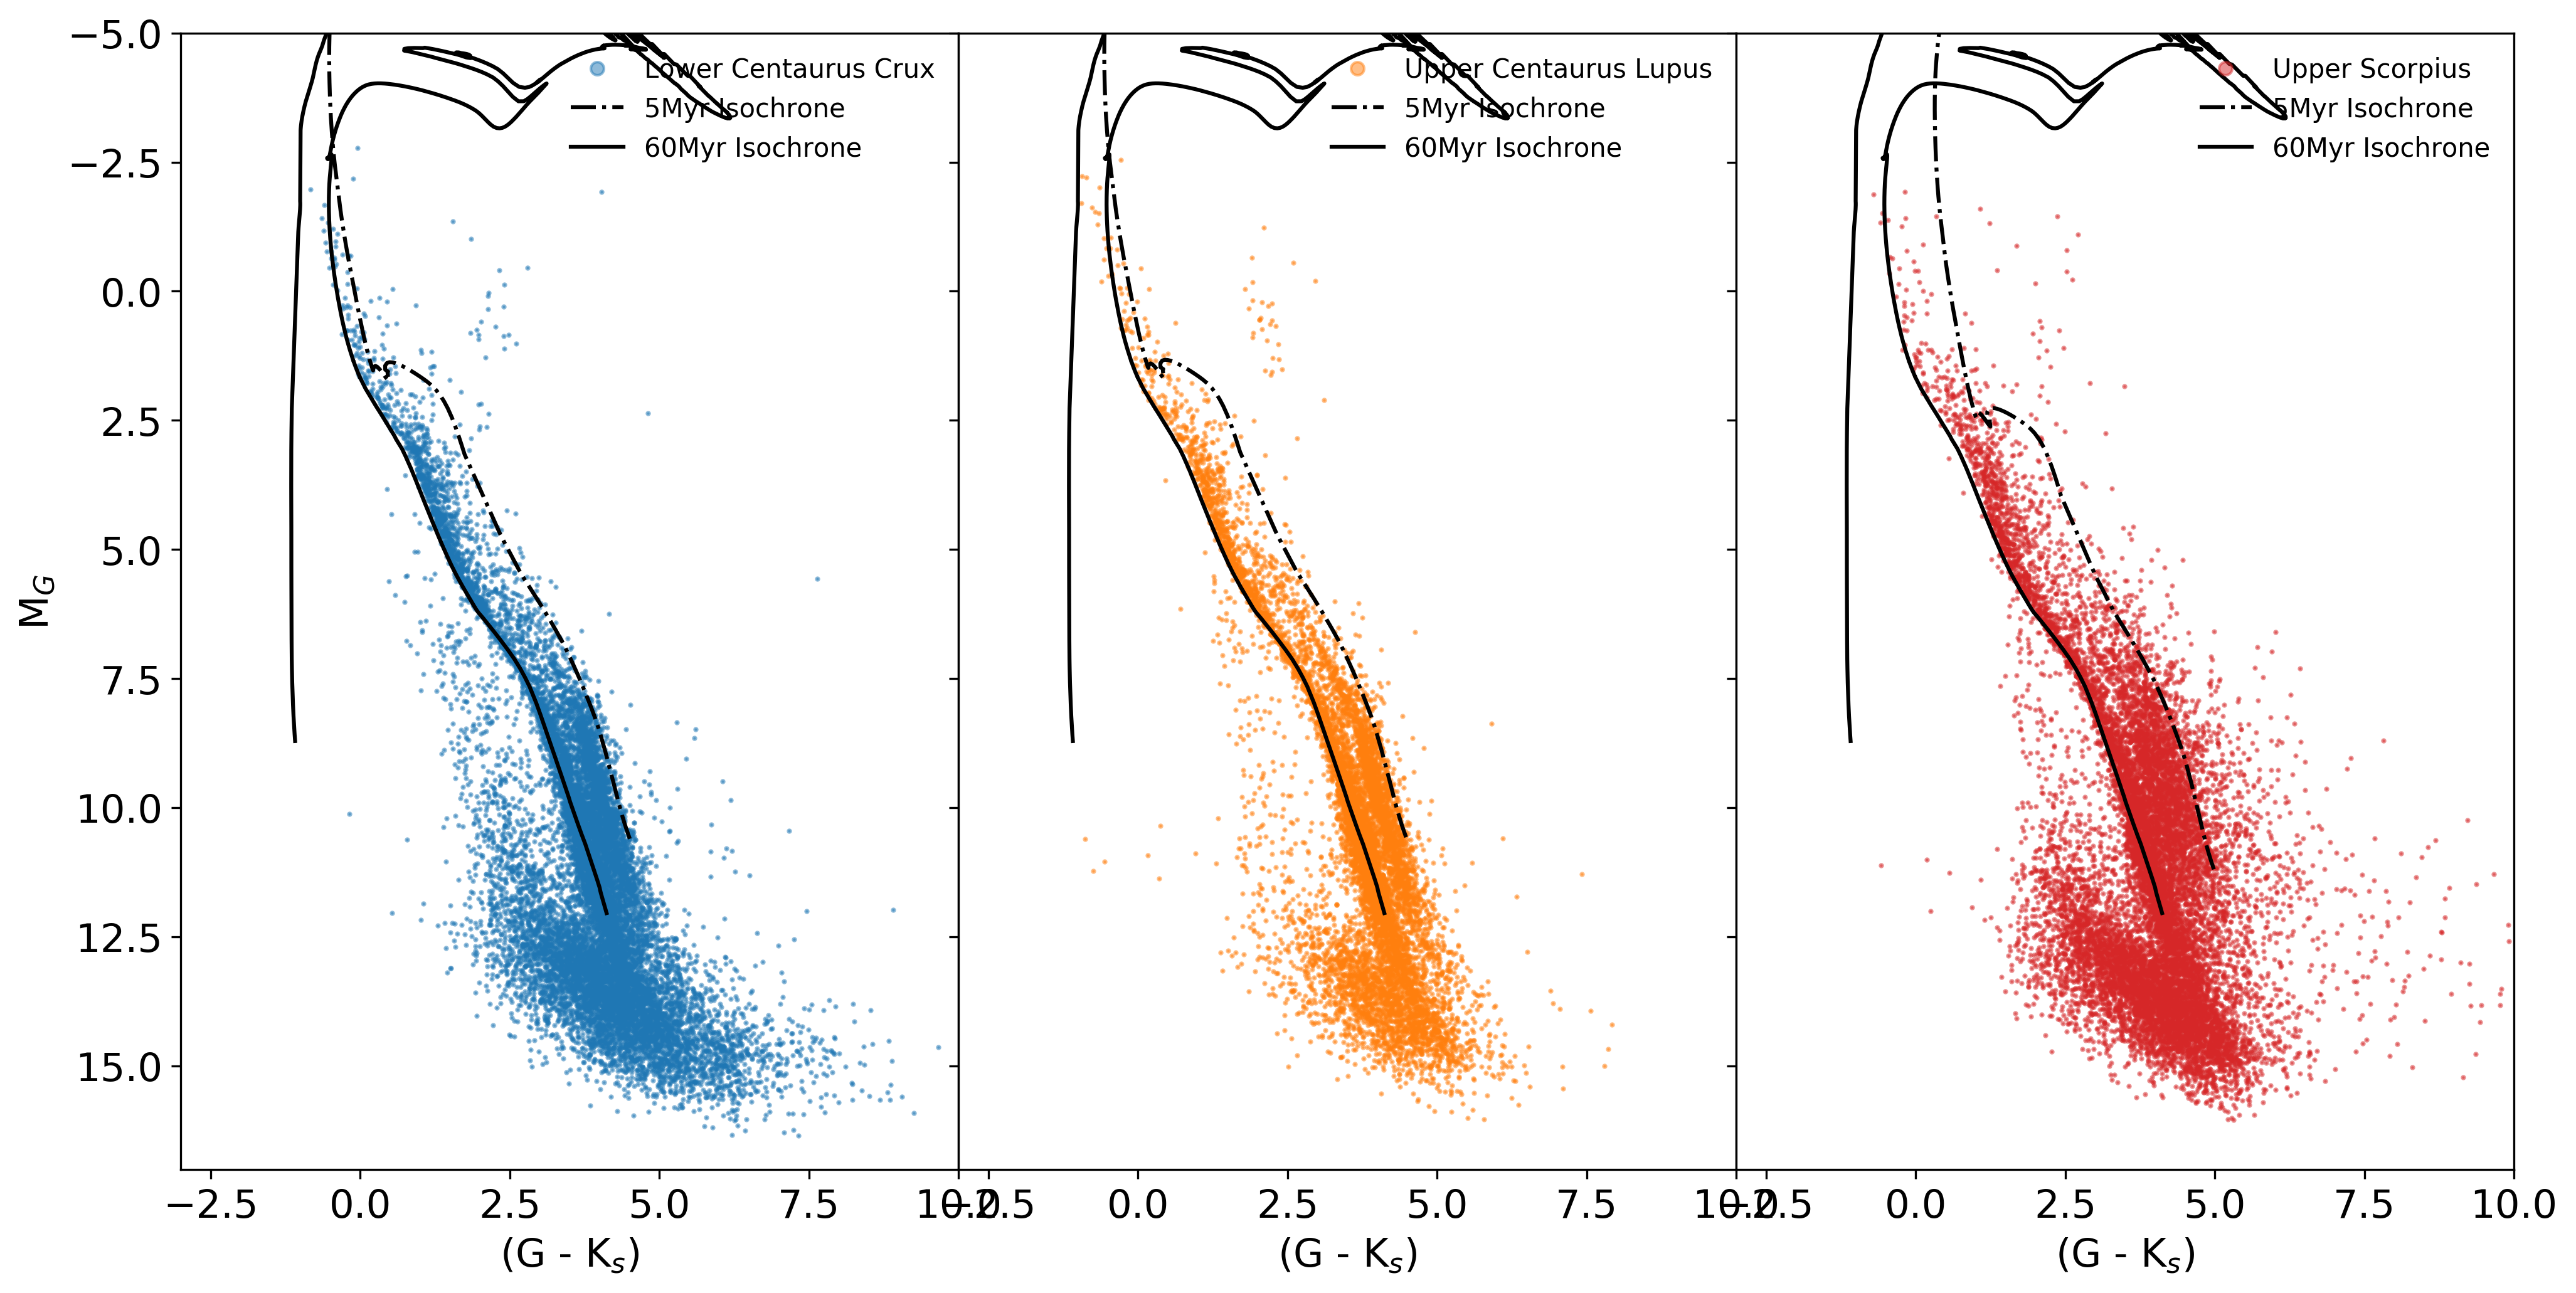 Lower Centaurus Crux
5Myr Isochrone
60Myr Isochrone
Upper Centaurus Lupus
5Myr Isochrone
60Myr Isochrone
Upper Scorpius
5Myr Isochrone
60Myr Isochrone
−5.0
−2.5
0.0
2.5
5.0
7.5
10.0
12.5
15.0
M_G
−2.5 0.0 2.5 5.0 7.5 10.0
−2.5 0.0 2.5 5.0 7.5 10.0
−2.5 0.0 2.5 5.0 7.5 10.0
(G - K_s)
(G - K_s)
(G - K_s)